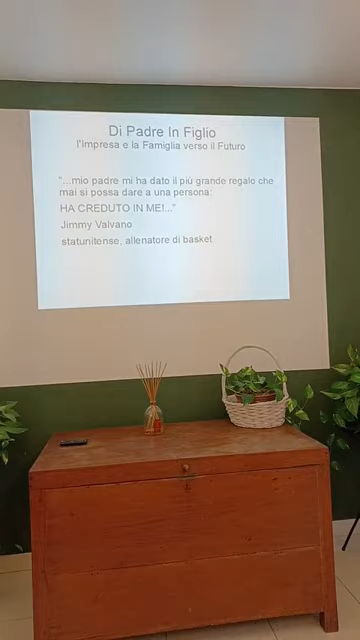 Di Padre In Figlio
l'Impresa e la Famiglia verso il Futuro
"...mio padre mi ha dato il più grande regalo che
mai si possa dare a una persona:
HA CREDUTO IN ME!..."
Jimmy Valvano
statunitense, allenatore di basket